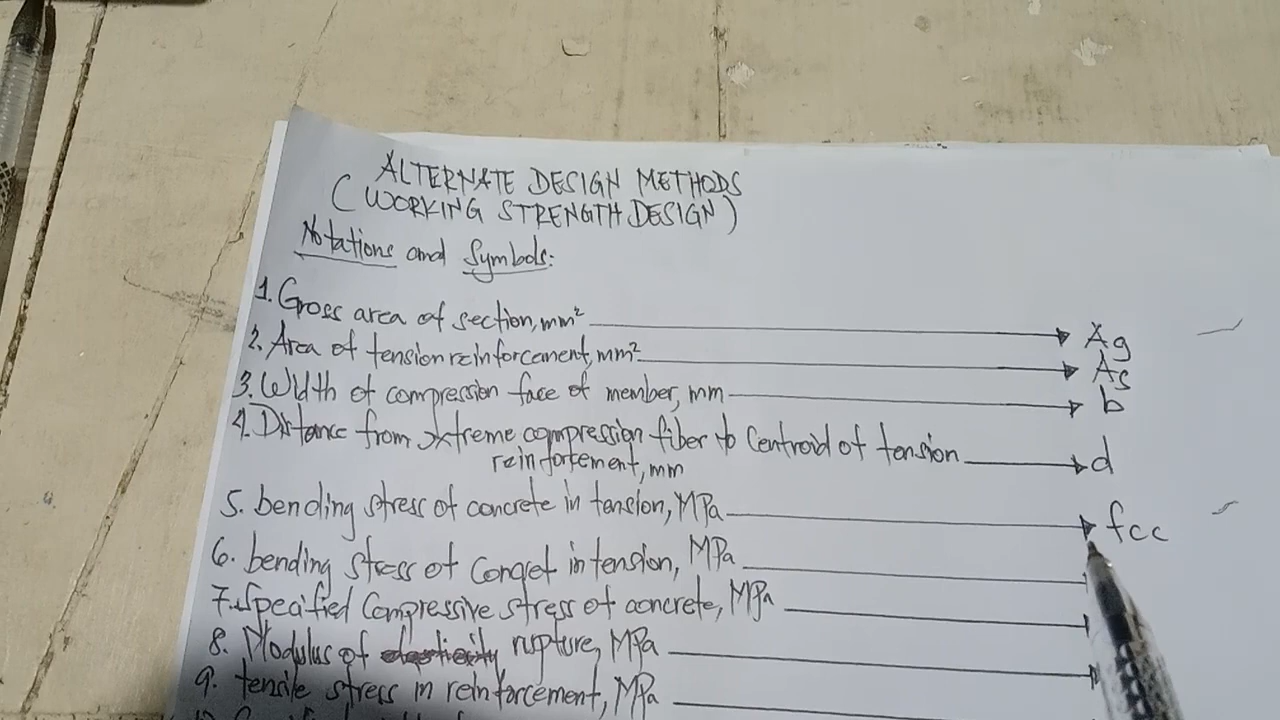 ALTERNATE DESIGN METHODS
(WORKING STRENGTH DESIGN)
Notations and Symbols:
1. Gross area of section, mm² Ag
2. Area of tension reinforcement, mm² As
3. Width of compression face of member, mm b
4. Distance from extreme compression fiber to Centroid of tension
reinforcement, mm d
5. bending stress of concrete in tension, MPa fcc
6. bending stress of in tension, MPa
7. Specified Compressive stress of concrete, MPa
8. Modulus of rupture, MPa
9. tensile stress in reinforcement, MPa